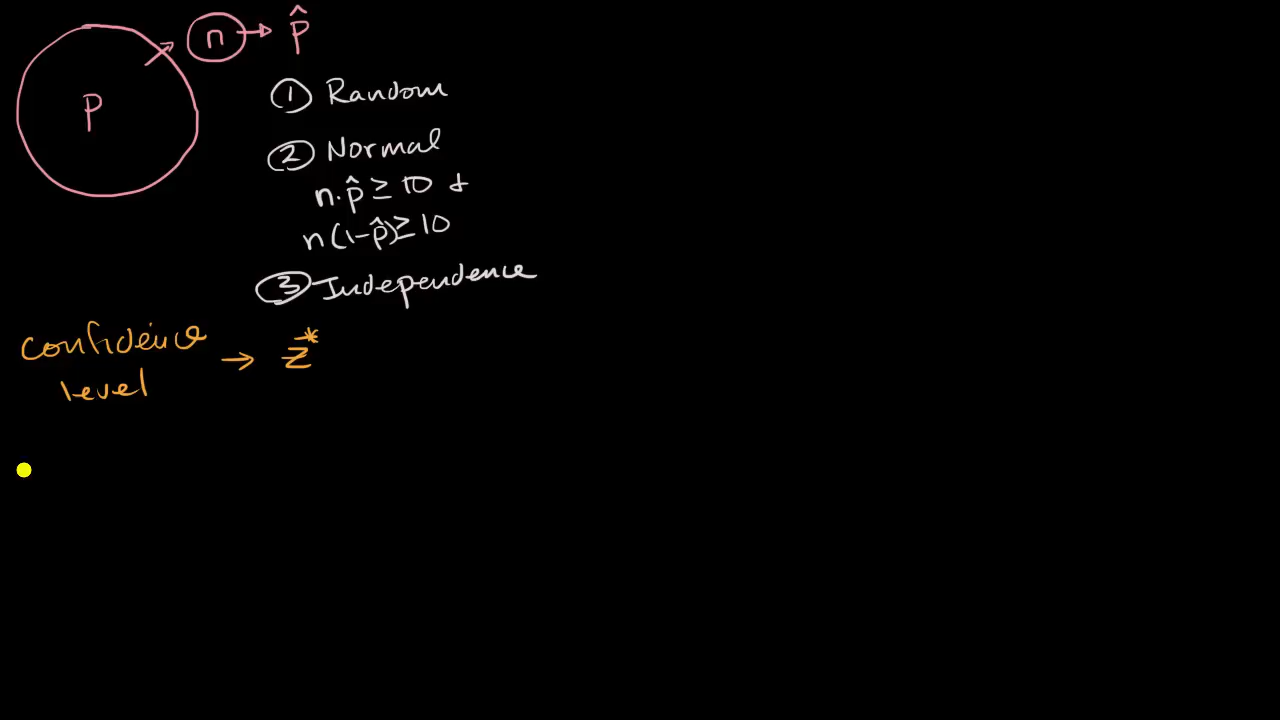 n → p̂
p
① Random
② Normal
n·p̂ ≥ 10 &
n(1-p̂) ≥ 10
③ Independence
confidence → z*
level